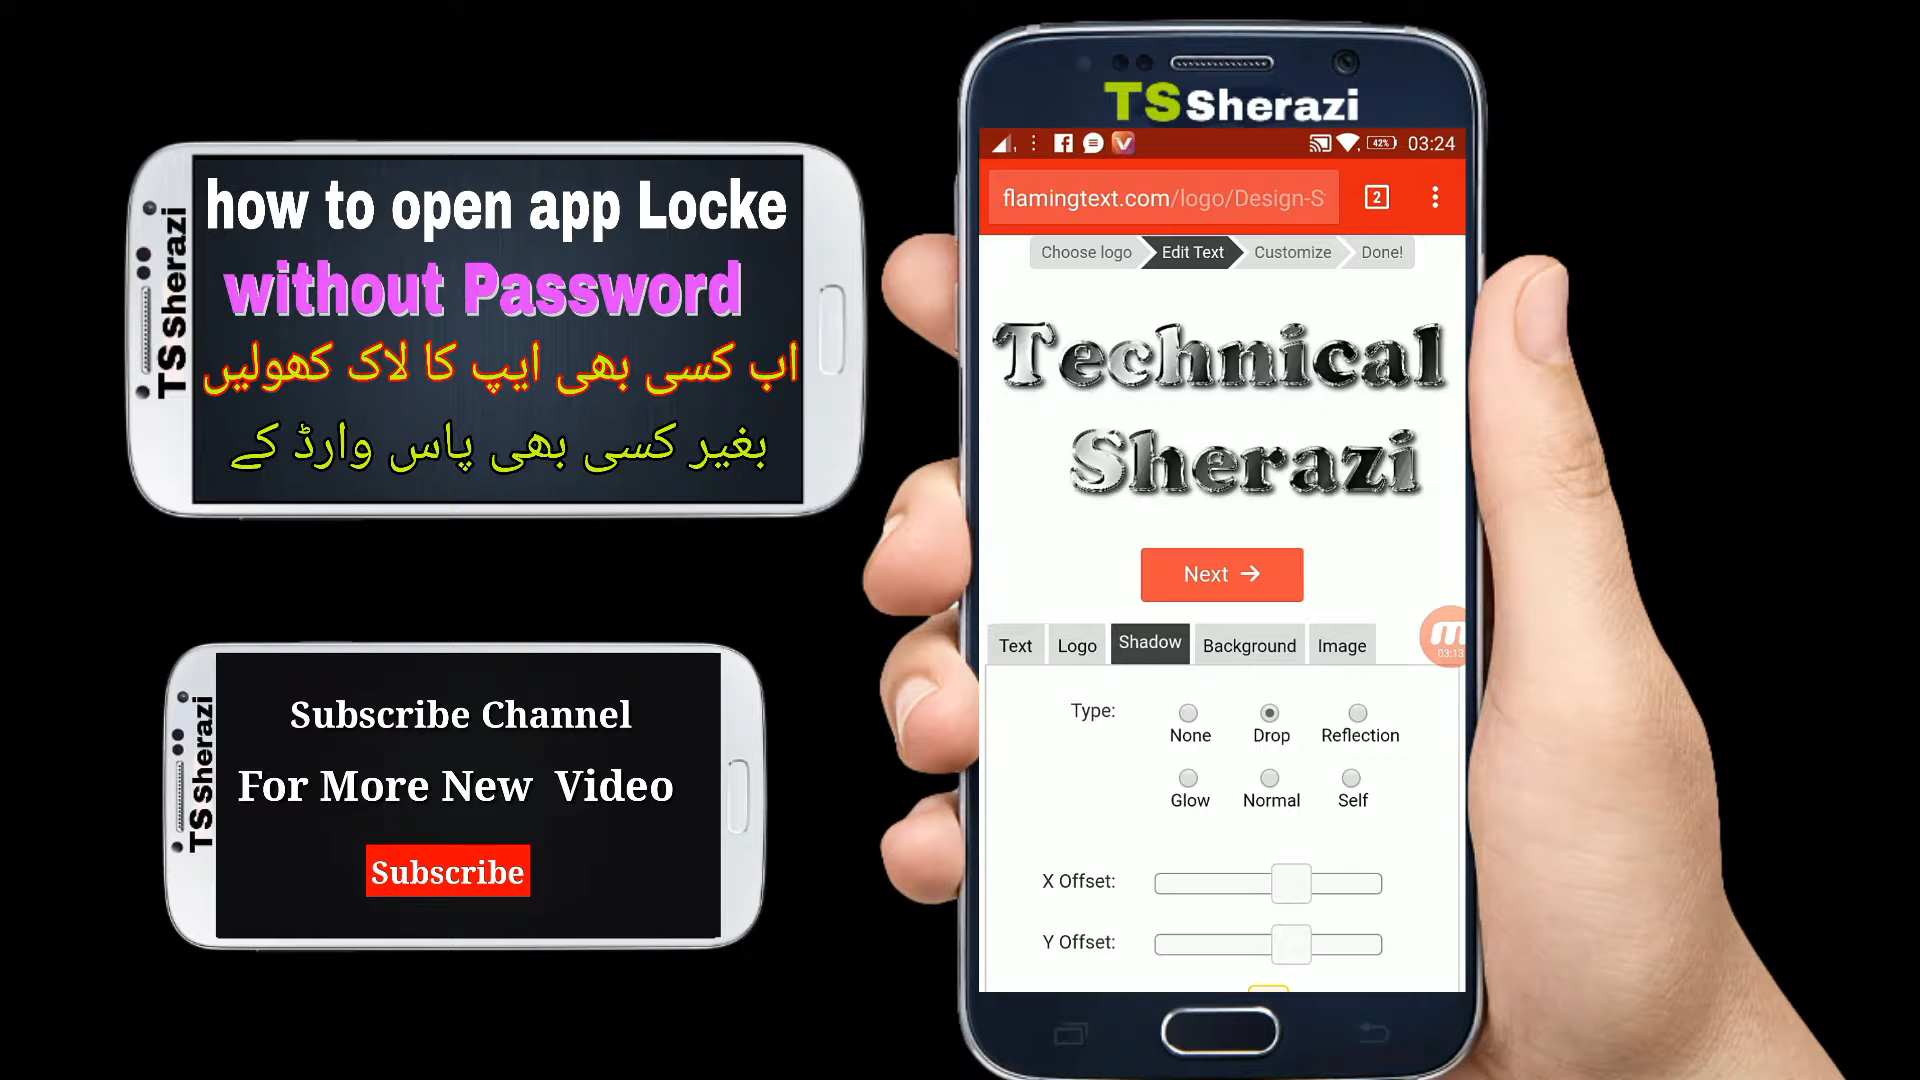 TS Sherazi
how to open app Locke
without Password
اب کسی بھی ایپ کا لاک کھولیں
بغیر کسی بھی پاس وارڈ کے
TS sherazi
Subscribe Channel
For More New Video
Subscribe
TS Sherazi
42%
03:24
flamingtext.com/logo/Design-S
2
Choose logo
Edit Text
Customize
Done!
Technical
Sherazi
Next →
Text
Logo
Shadow
Background
Image
03:13
Type:
None
Drop
Reflection
Glow
Normal
Self
X Offset:
Y Offset: